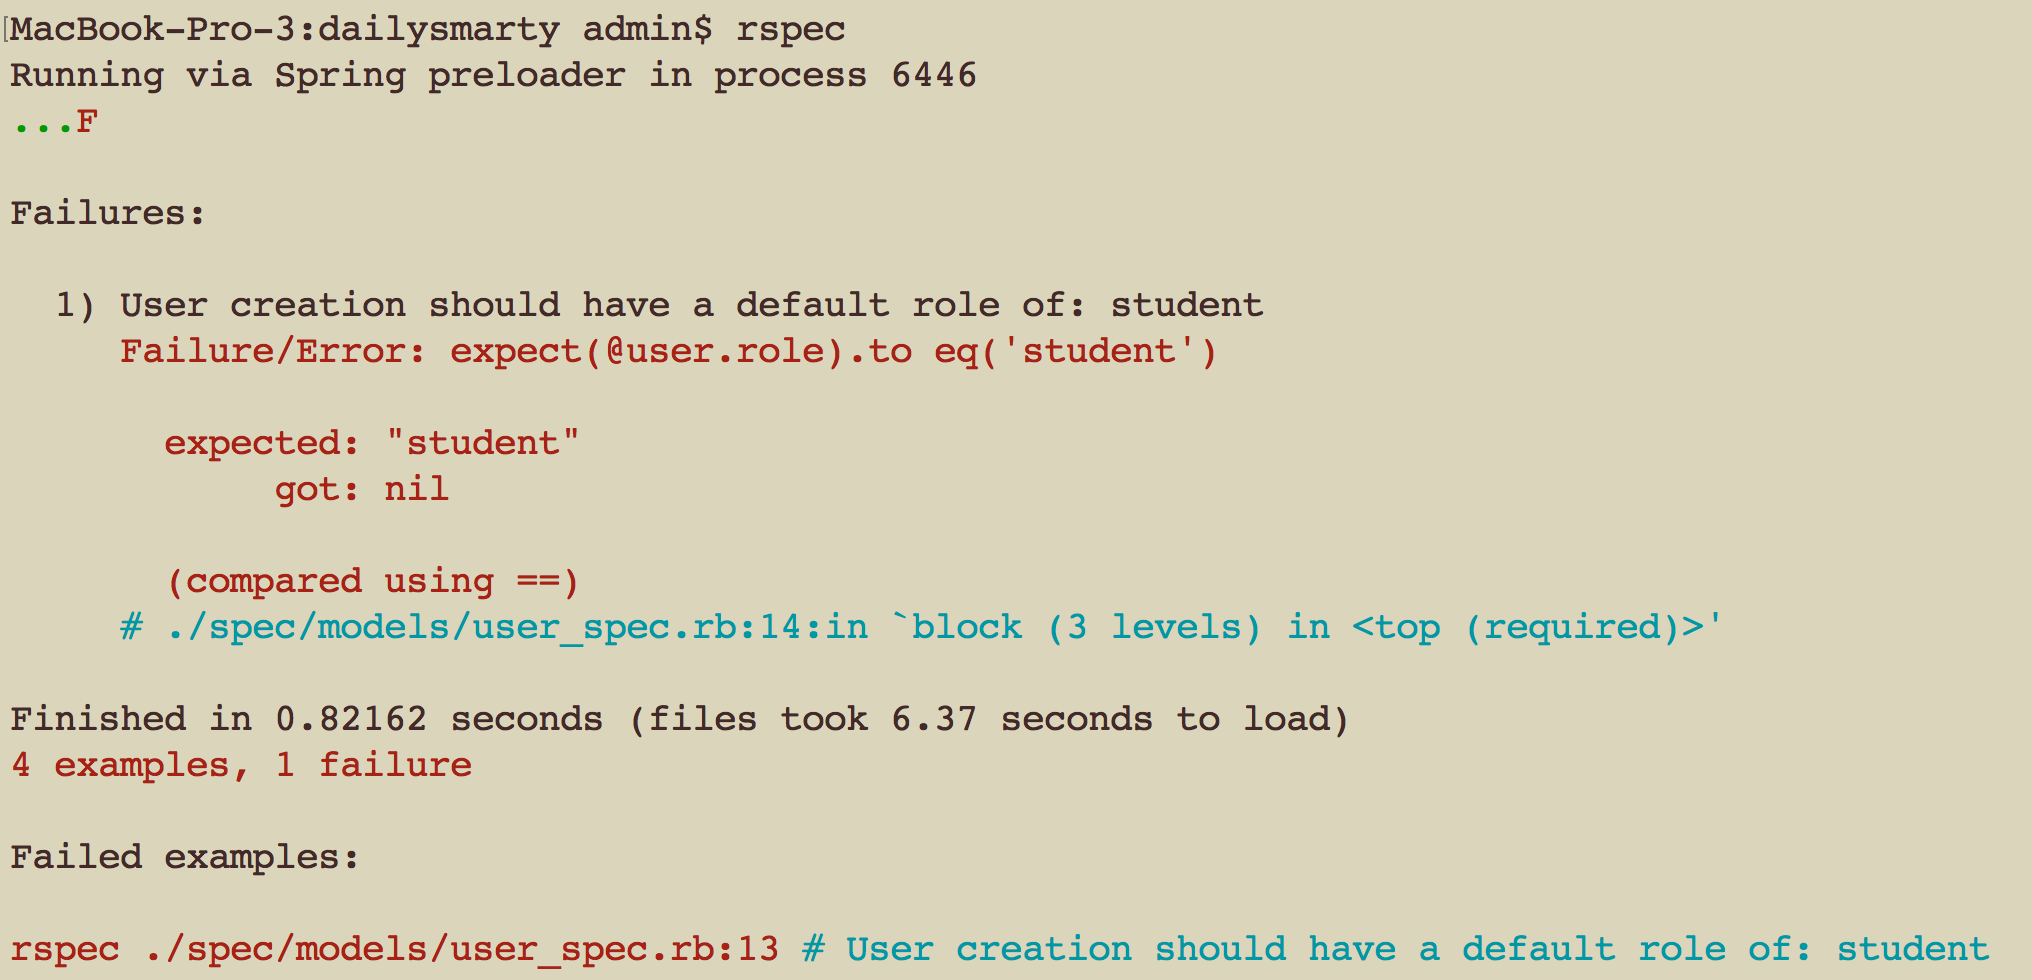 [MacBook-Pro-3:dailysmarty admin$ rspec
Running via Spring preloader in process 6446
...F
Failures:
1) User creation should have a default role of: student
Failure/Error: expect(@user.role).to eq('student')
expected: "student"
got: nil
(compared using ==)
# ./spec/models/user_spec.rb:14:in `block (3 levels) in <top (required)>'
Finished in 0.82162 seconds (files took 6.37 seconds to load)
4 examples, 1 failure
Failed examples:
rspec ./spec/models/user_spec.rb:13 # User creation should have a default role of: student